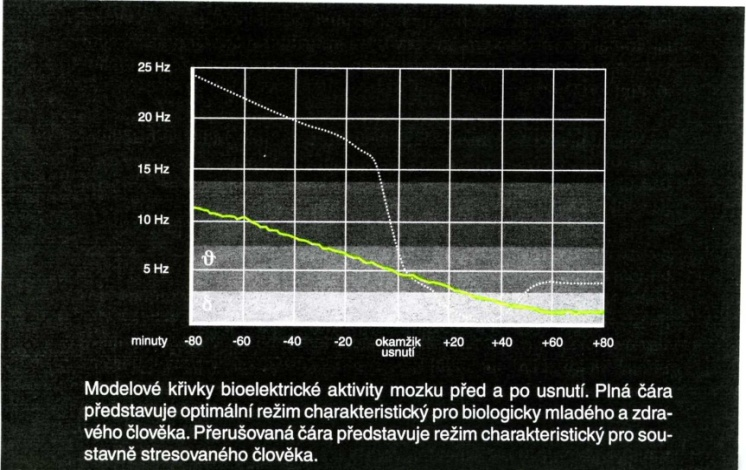 25 Hz
20 Hz
15 Hz
10 Hz
ϑ
5 Hz
δ
minuty -80 -60 -40 -20 okamžik +20 +40 +60 +80
usnutí
Modelové křivky bioelektrické aktivity mozku před a po usnutí. Plná čára
představuje optimální režim charakteristický pro biologicky mladého a zdra-
vého člověka. Přerušovaná čára představuje režim charakteristický pro sou-
stavně stresovaného člověka.